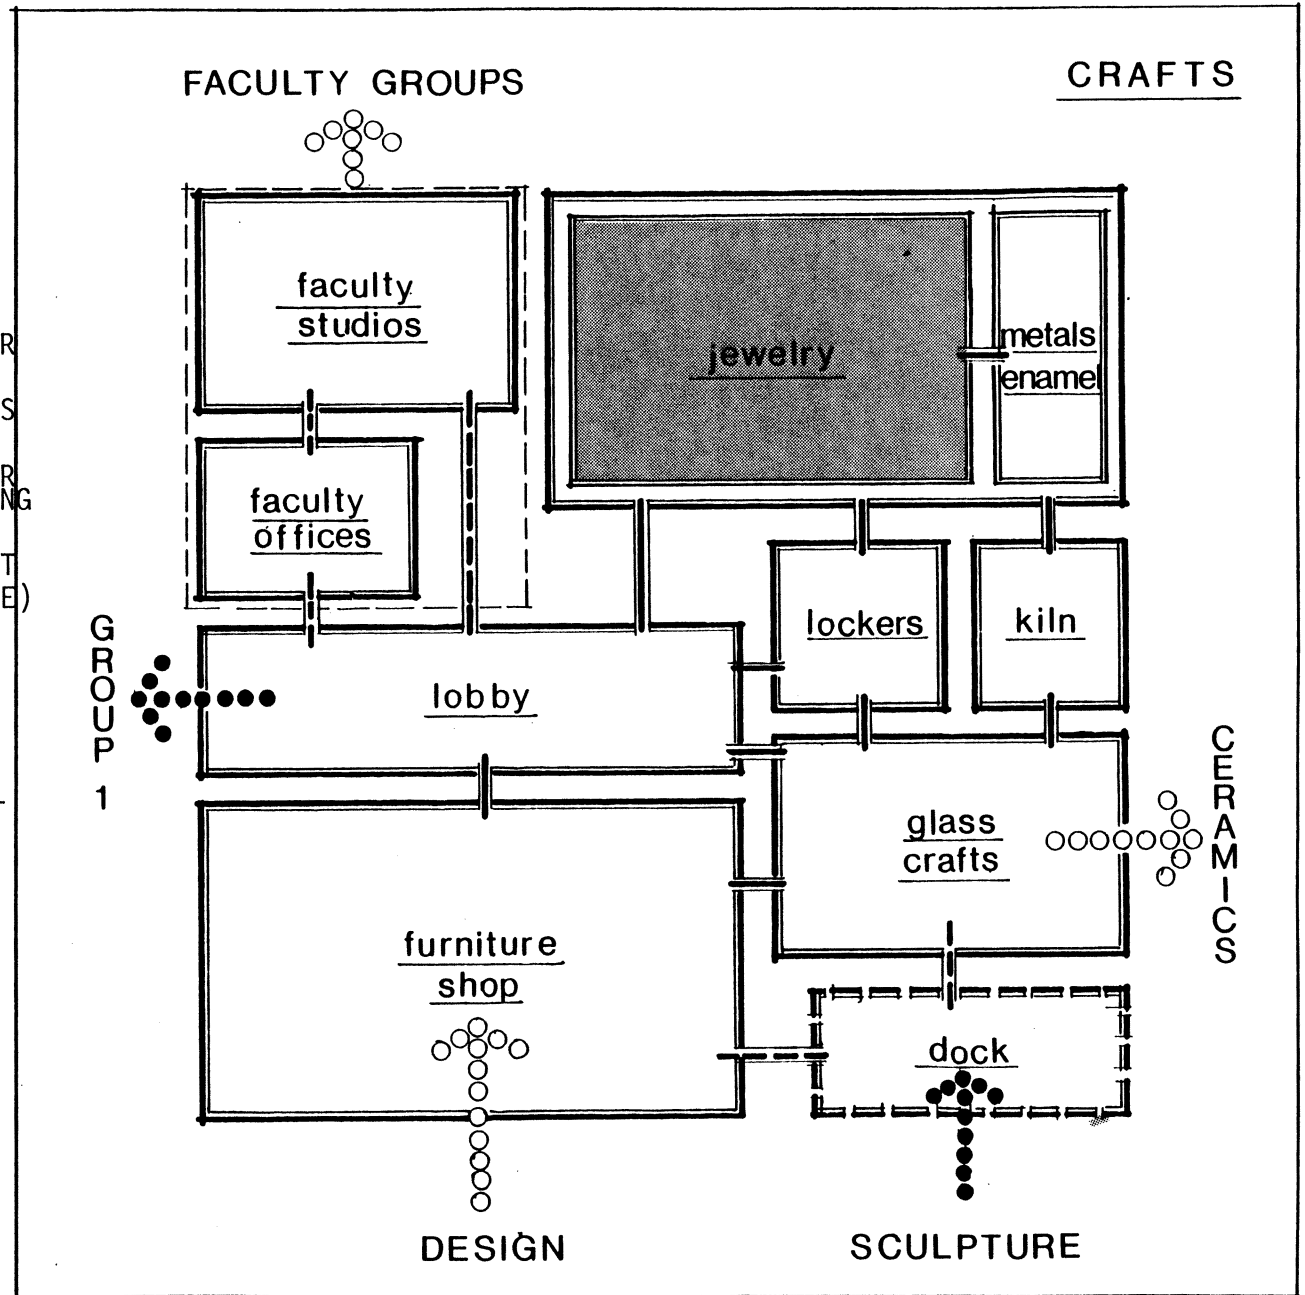 FACULTY GROUPS
CRAFTS
faculty
studios
jewelry
metals
enamel
R
S
R
NG
T
E)
faculty
offices
GROUP 1
lobby
lockers
kiln
CERAMICS
glass
crafts
furniture
shop
dock
DESIGN
SCULPTURE